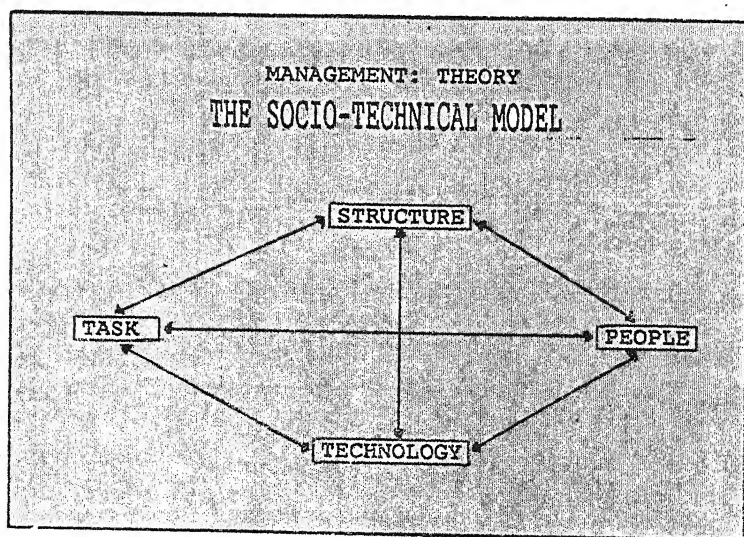 MANAGEMENT: THEORY
THE SOCIO-TECHNICAL MODEL
STRUCTURE
TASK
PEOPLE
TECHNOLOGY